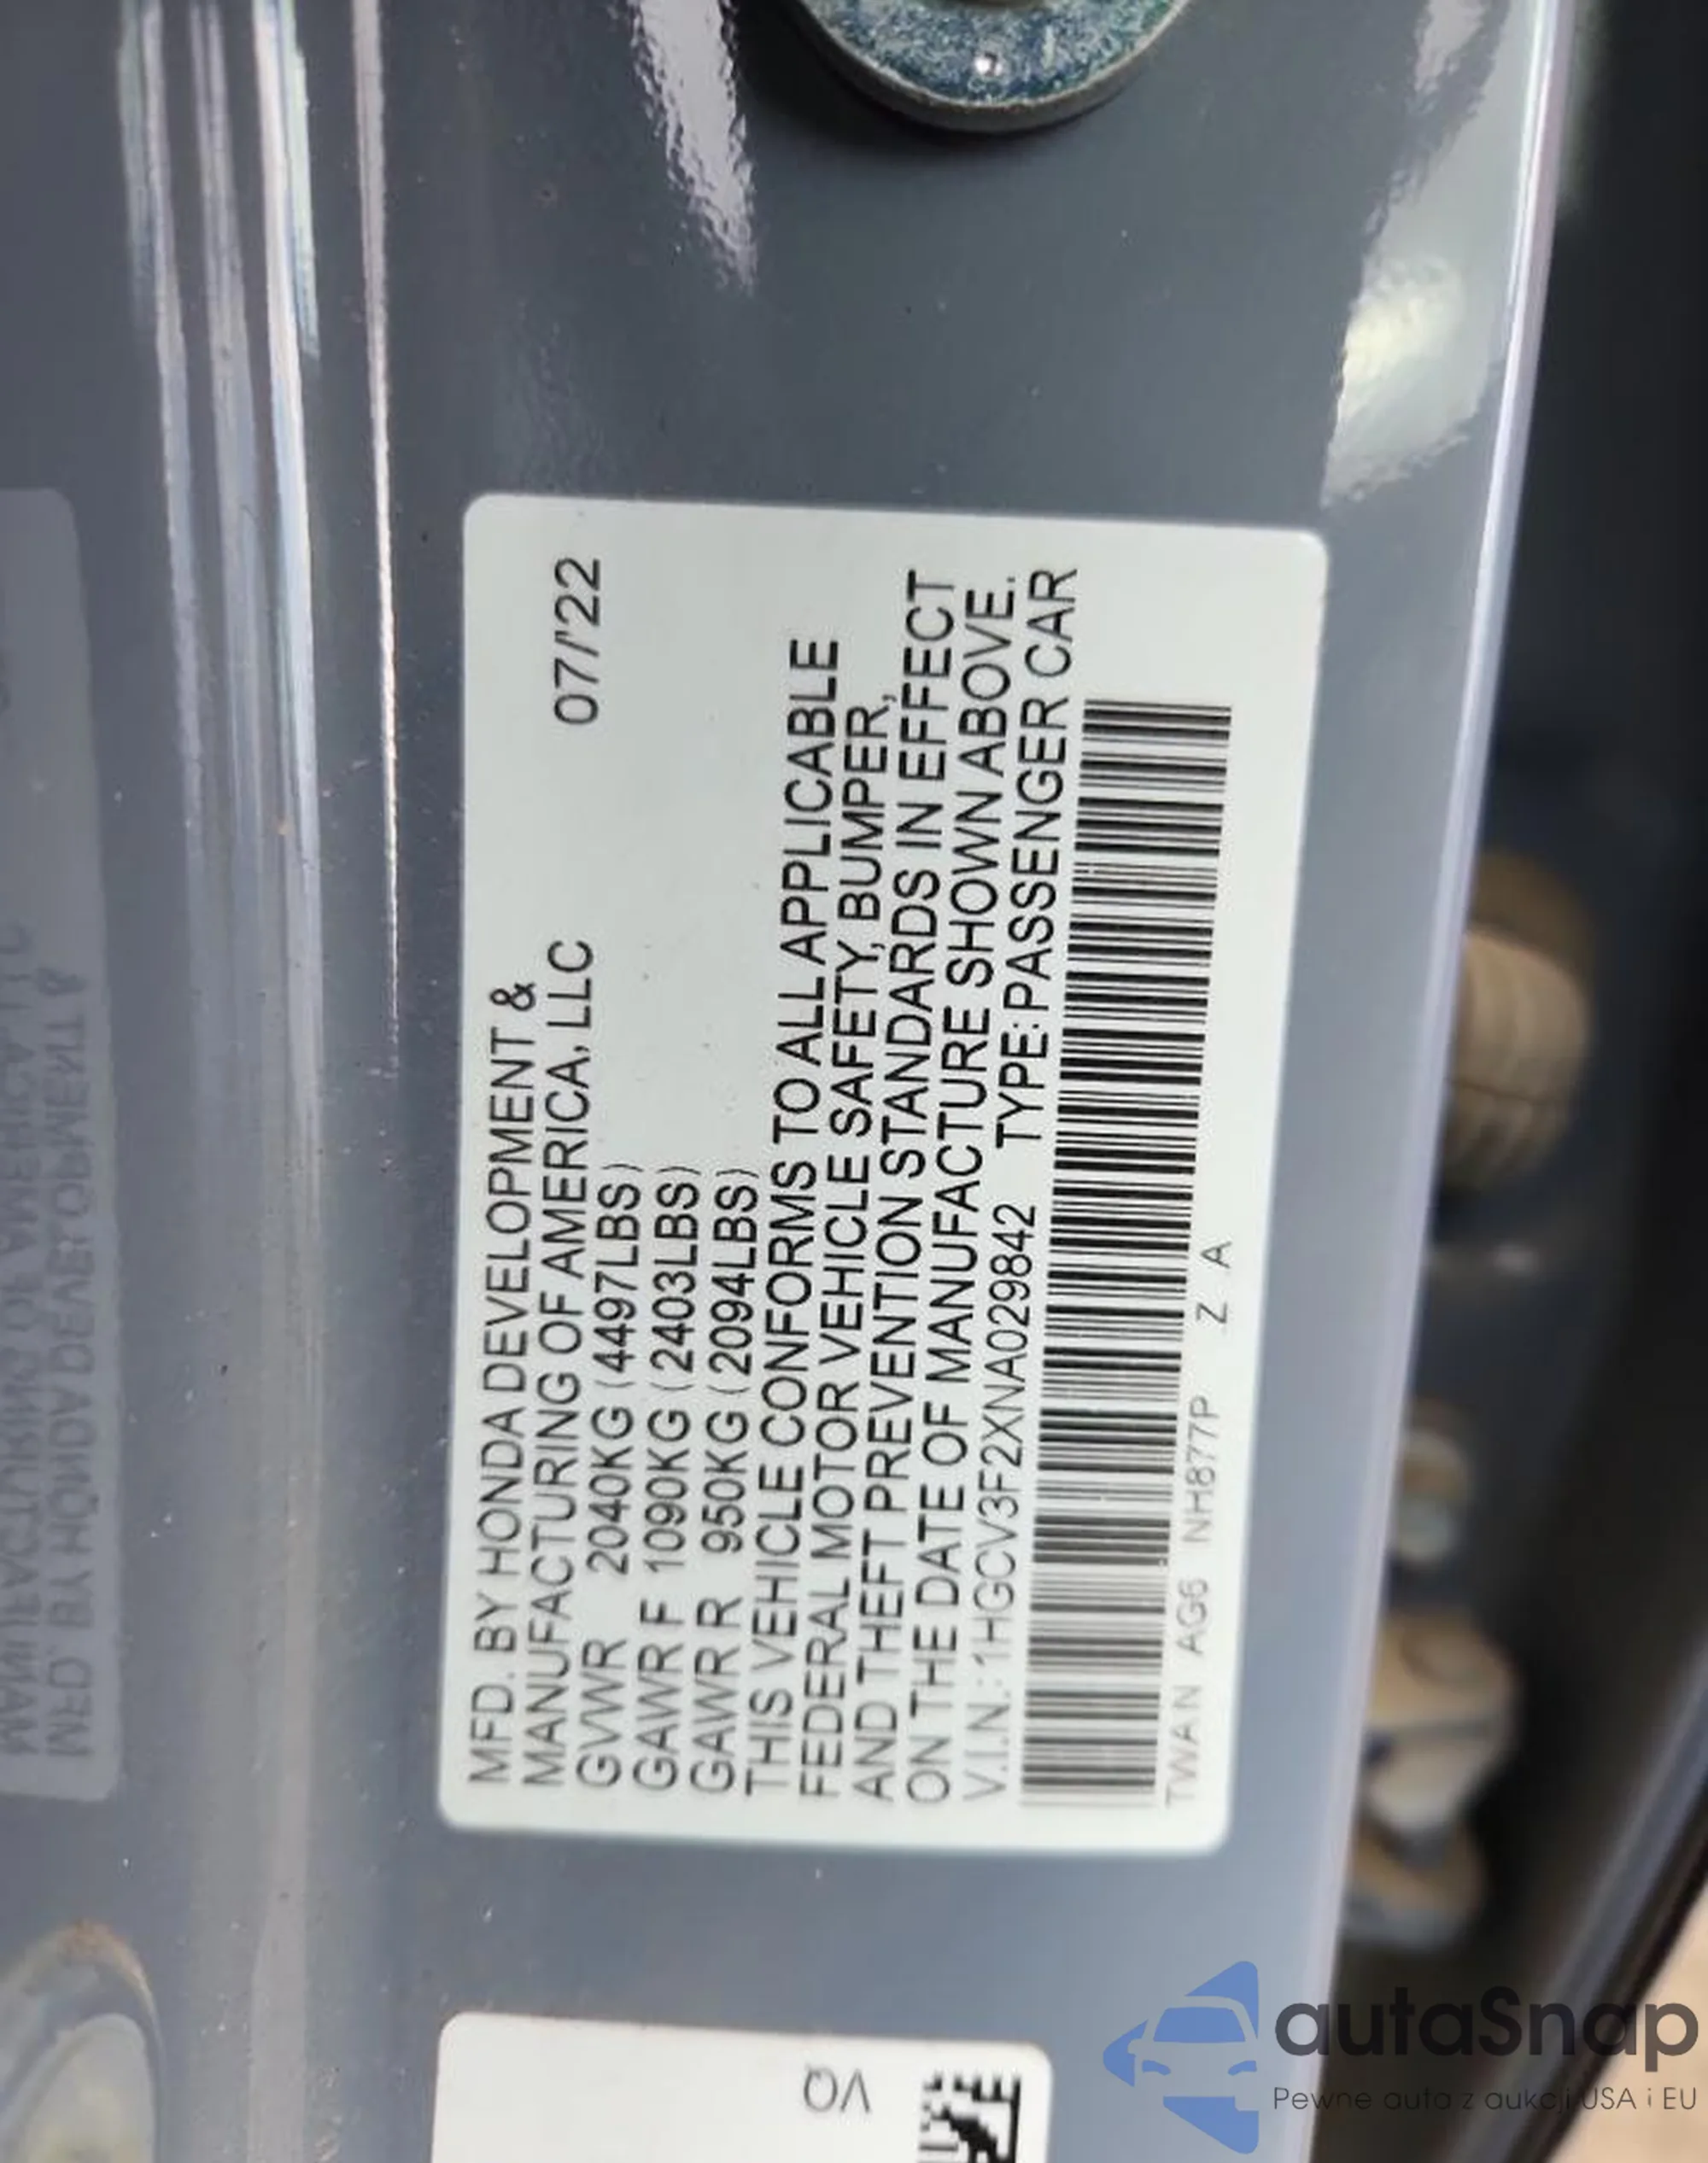 MFD. BY HONDA DEVELOPMENT &
MANUFACTURING OF AMERICA, LLC 07/'22
GVWR 2040KG (4497LBS)
GAWR F 1090KG (2403LBS)
GAWR R 950KG (2094LBS)
THIS VEHICLE CONFORMS TO ALL APPLICABLE
FEDERAL MOTOR VEHICLE SAFETY, BUMPER,
AND THEFT PREVENTION STANDARDS IN EFFECT
ON THE DATE OF MANUFACTURE SHOWN ABOVE.
V.I.N.: 1HGCV3F2XNA029842 TYPE: PASSENGER CAR
TWAN AG6 NH877P Z A
VQ
autaSnap
Pewne auta z aukcji USA i EU